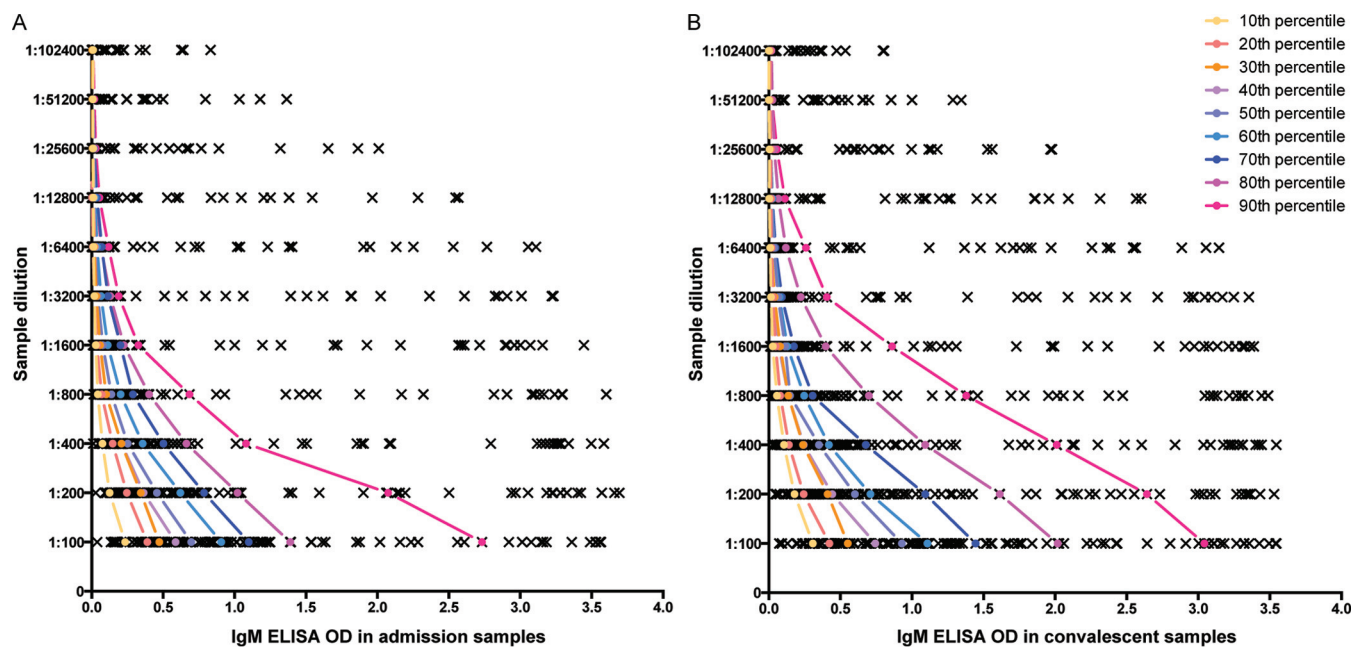 A
1:102400
1:51200
1:25600
1:12800
1:6400
1:3200
1:1600
1:800
1:400
1:200
1:100
0
Sample dilution
0.0 0.5 1.0 1.5 2.0 2.5 3.0 3.5 4.0
IgM ELISA OD in admission samples
B
1:102400
1:51200
1:25600
1:12800
1:6400
1:3200
1:1600
1:800
1:400
1:200
1:100
0
Sample dilution
0.0 0.5 1.0 1.5 2.0 2.5 3.0 3.5 4.0
IgM ELISA OD in convalescent samples
10th percentile
20th percentile
30th percentile
40th percentile
50th percentile
60th percentile
70th percentile
80th percentile
90th percentile